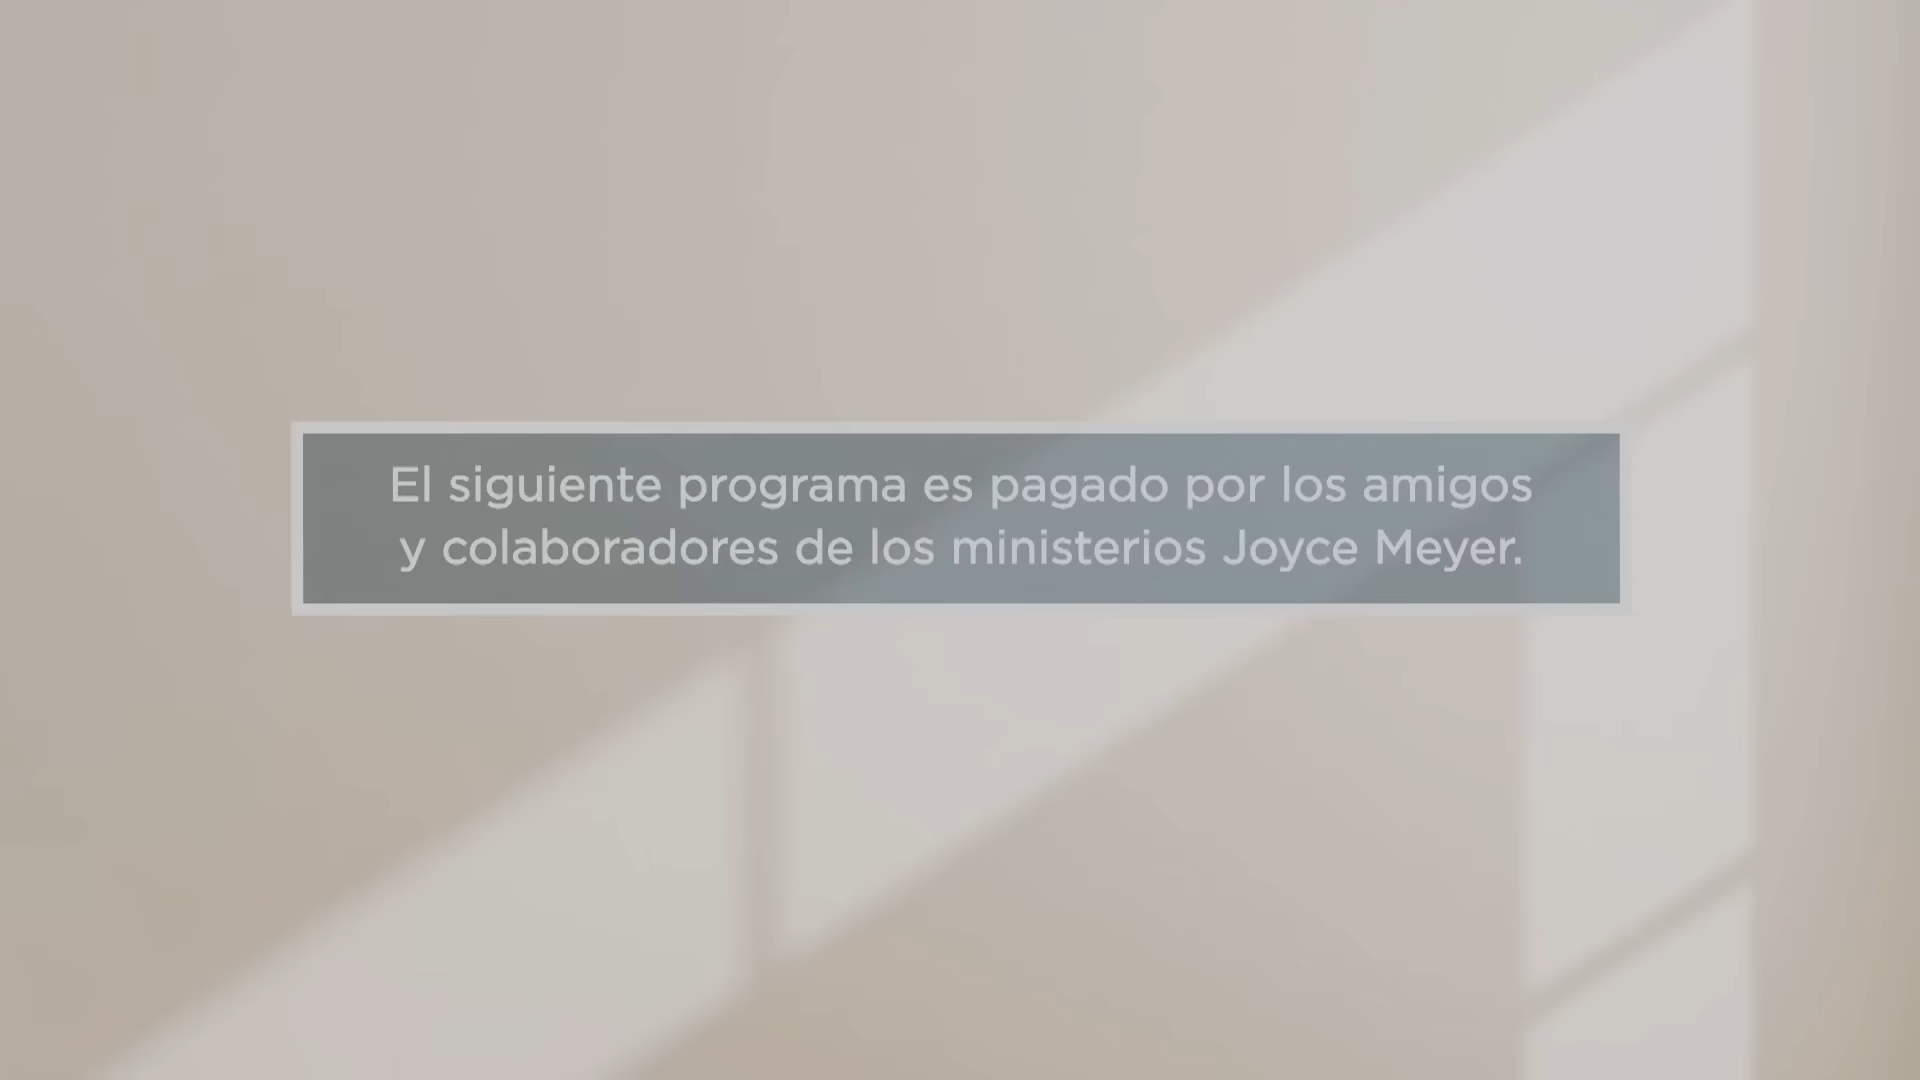 El siguiente programa es pagado por los amigos
y colaboradores de los ministerios Joyce Meyer.